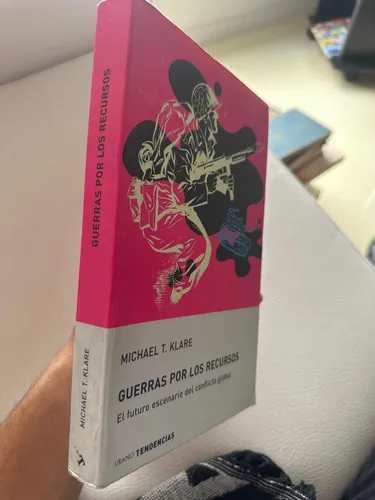 GUERRAS POR LOS RECURSOS
MICHAEL T. KLARE
MICHAEL T. KLARE
GUERRAS POR LOS RECURSOS
El futuro escenario del conflicto global
URANO TENDENCIAS